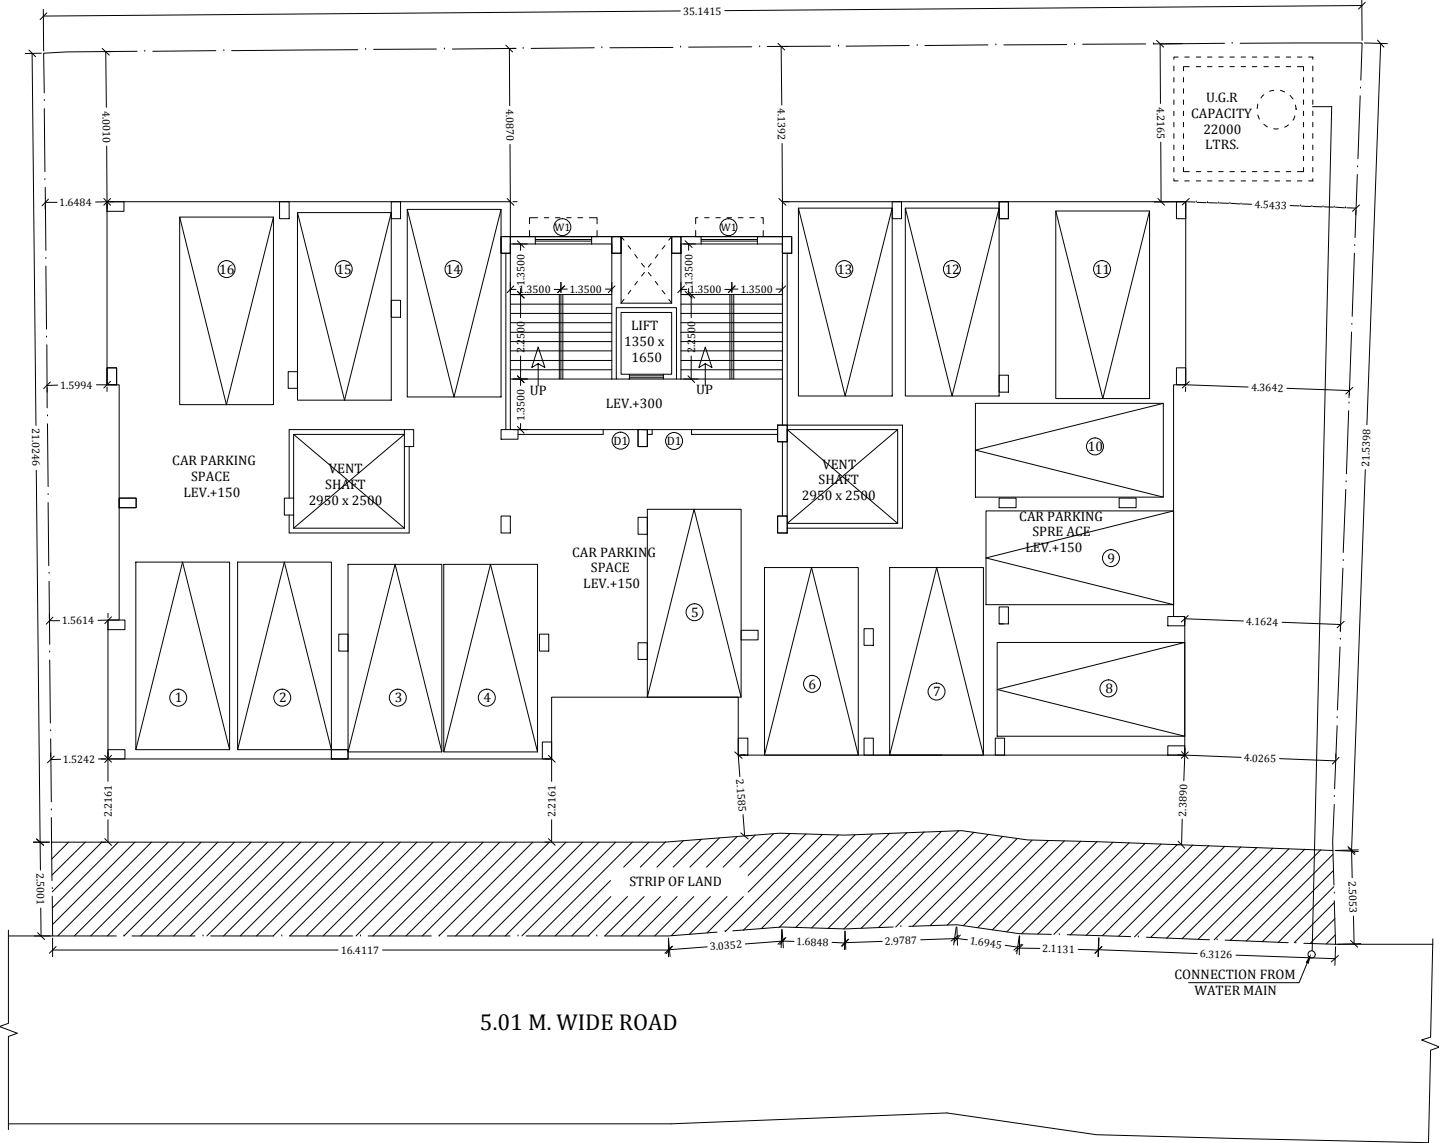 35.1415
4.0010
4.0870
4.1392
4.2165
U.G.R
CAPACITY
22000
LTRS.
1.6484
4.5433
W1
W1
16
15
14
13
12
11
1.3500
1.3500
1.3500
1.3500
1.3500
1.3500
2.2500
2.2500
LIFT
1350 x
1650
UP
UP
1.5994
4.3642
1.3500
LEV.+300
D1
D1
10
21.0246
21.5398
CAR PARKING
SPACE
LEV.+150
VENT
SHAFT
2950 x 2500
VENT
SHAFT
2950 x 2500
CAR PARKING
SPRE ACE
LEV.+150
9
CAR PARKING
SPACE
LEV.+150
5
1.5614
4.1624
1
2
3
4
6
7
8
1.5242
4.0265
2.2161
2.2161
2.1585
2.3890
STRIP OF LAND
2.5001
2.5053
16.4117
3.0352
1.6848
2.9787
1.6945
2.1131
6.3126
CONNECTION FROM
WATER MAIN
5.01 M. WIDE ROAD